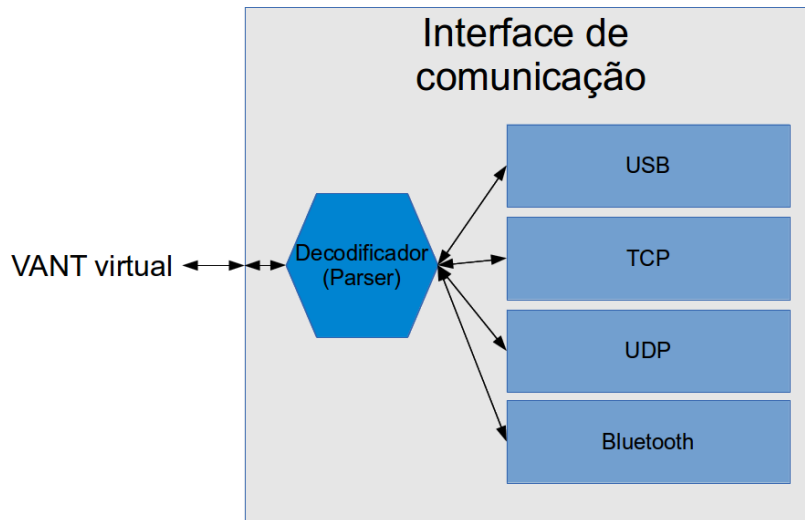 Interface de
comunicação
USB
Decodificador
(Parser)
VANT virtual
TCP
UDP
Bluetooth